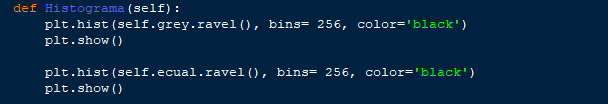 def Histograma(self):
    plt.hist(self.grey.ravel(), bins= 256, color='black')
    plt.show()

    plt.hist(self.ecual.ravel(), bins= 256, color='black')
    plt.show()